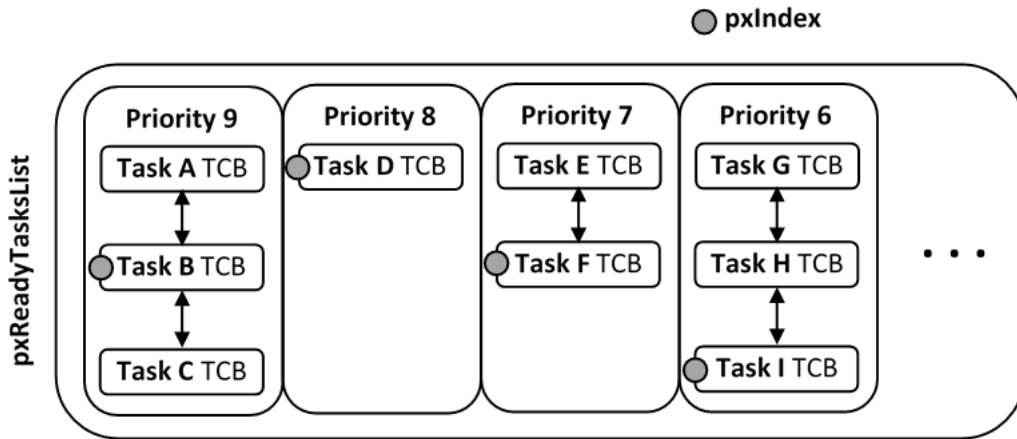 pxIndex
pxReadyTasksList
Priority 9
Task A TCB
Task B TCB
Task C TCB
Priority 8
Task D TCB
Priority 7
Task E TCB
Task F TCB
Priority 6
Task G TCB
Task H TCB
Task I TCB
. . .